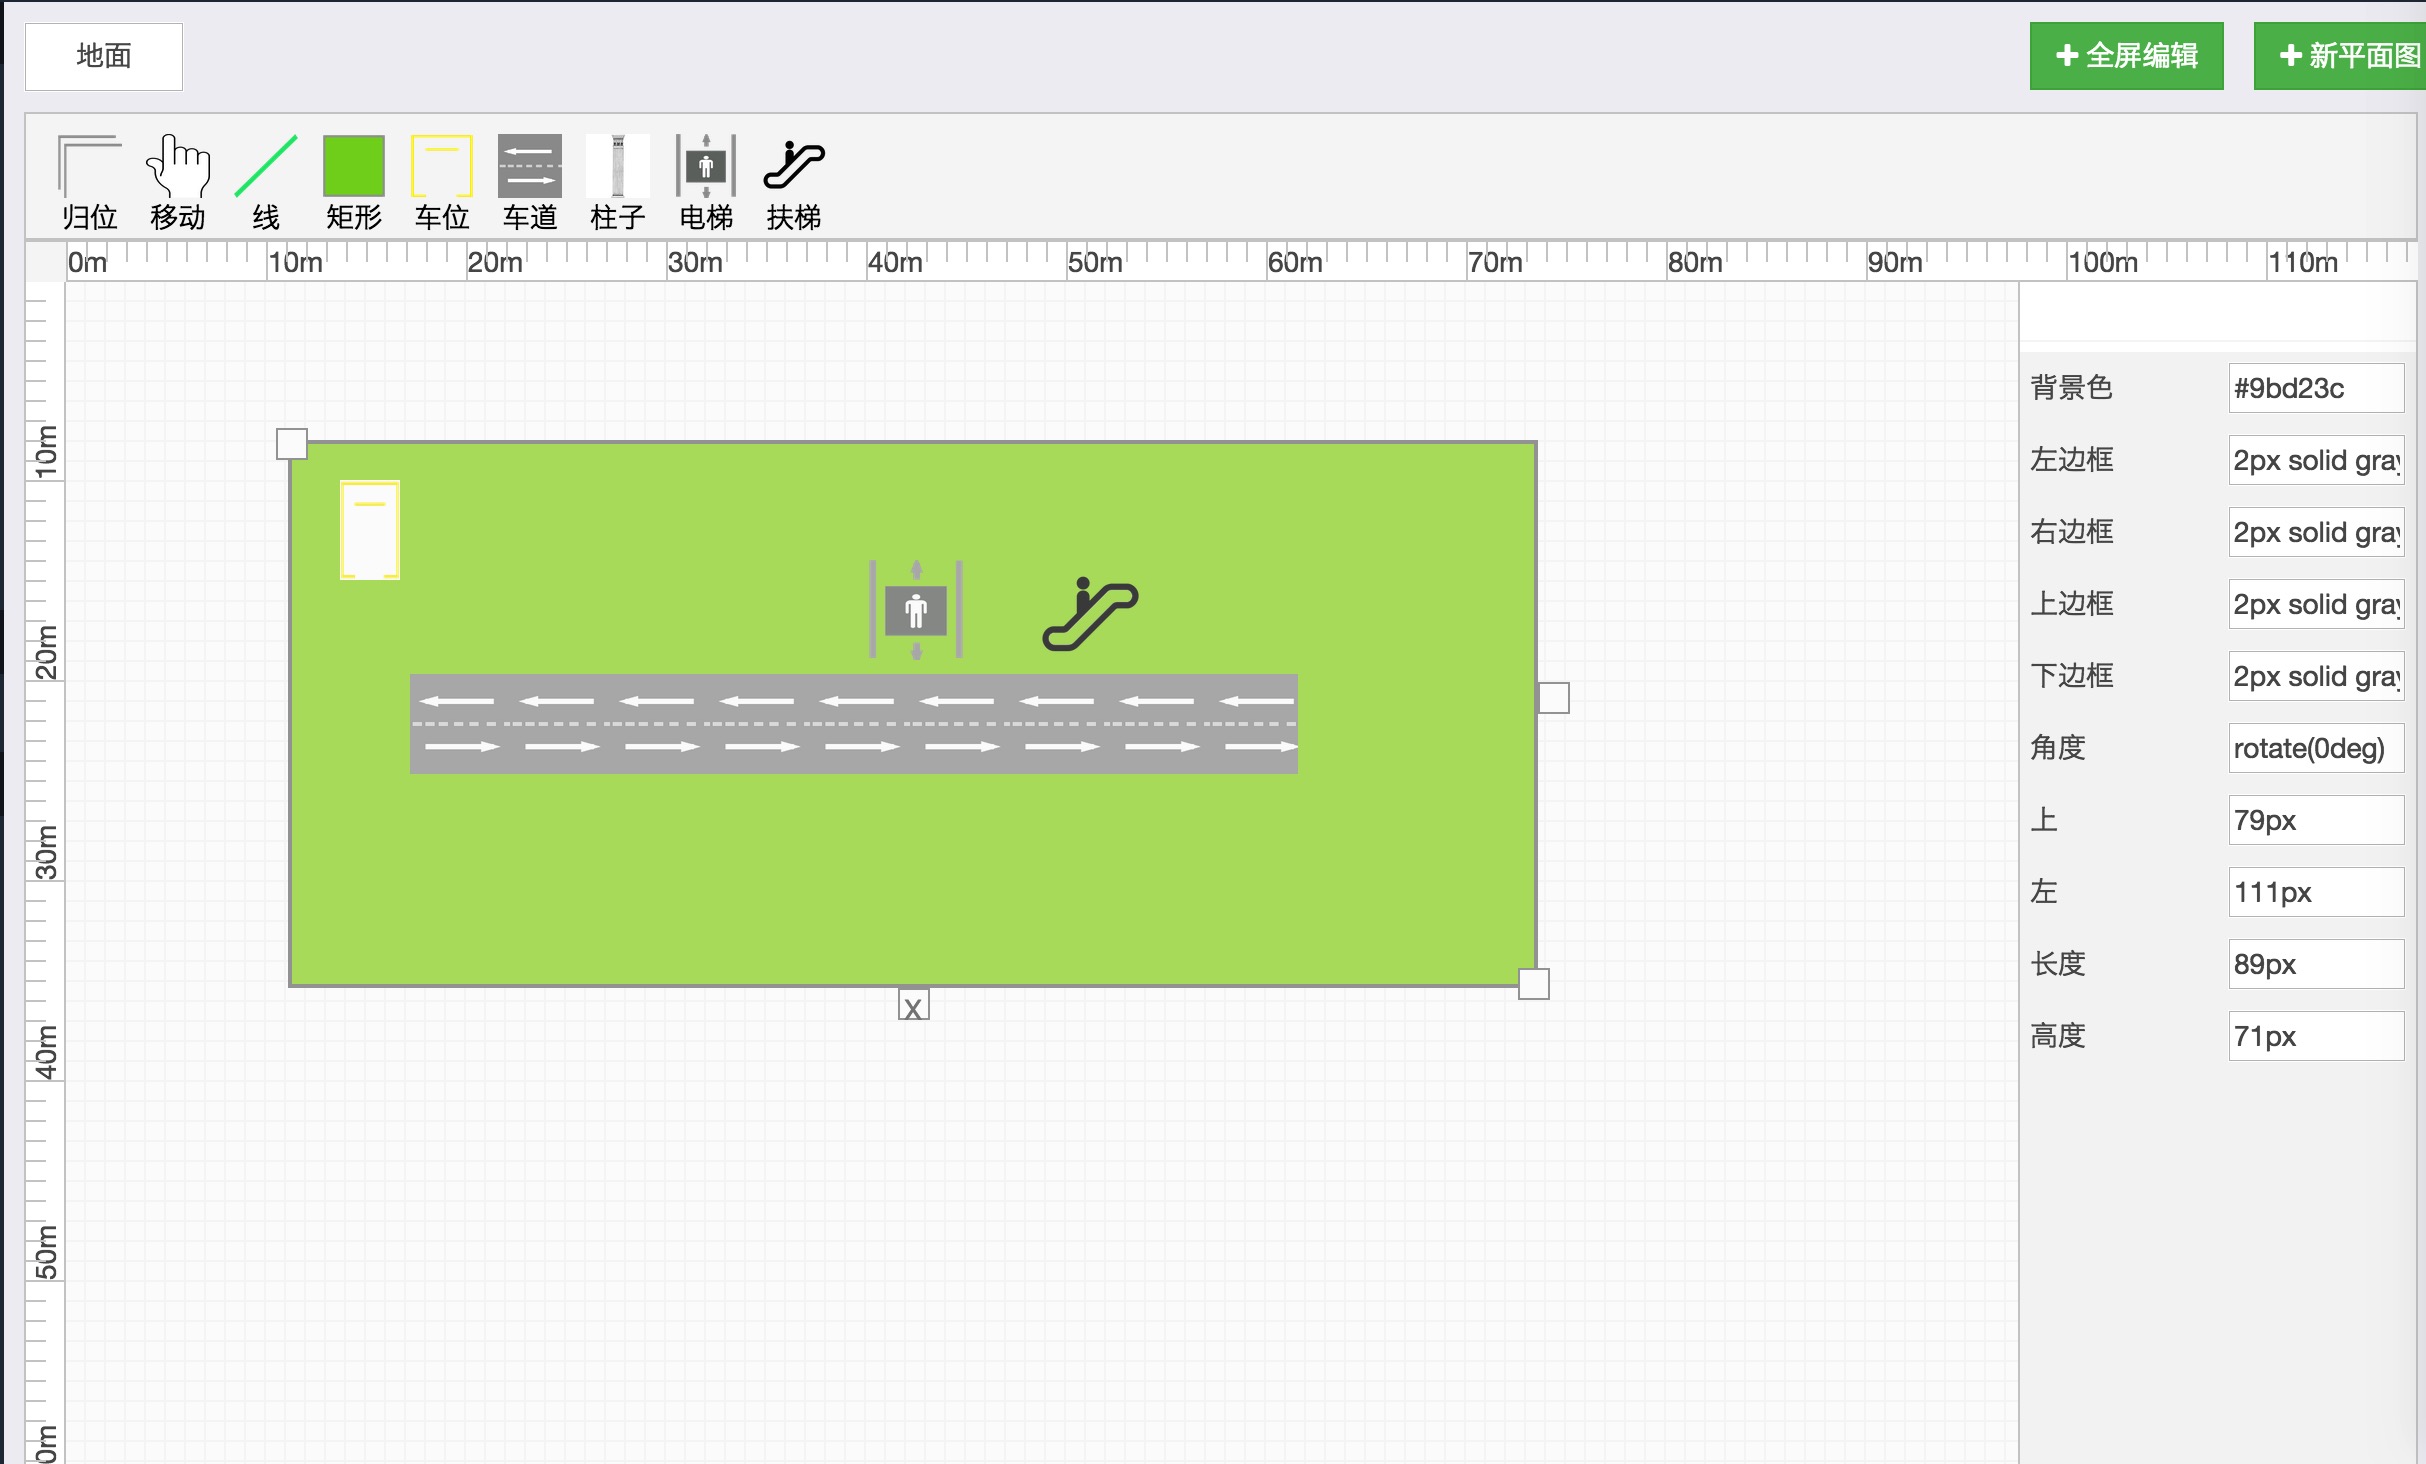 地面
全屏编辑
新平面图
归位 移动 线 矩形 车位 车道 柱子 电梯 扶梯
0m 10m 20m 30m 40m 50m 60m 70m 80m 90m 100m 110m
10m
20m
30m
40m
50m
0m
背景色 #9bd23c
左边框 2px solid gray
右边框 2px solid gray
上边框 2px solid gray
下边框 2px solid gray
角度 rotate(0deg)
上 79px
左 111px
长度 89px
高度 71px
X